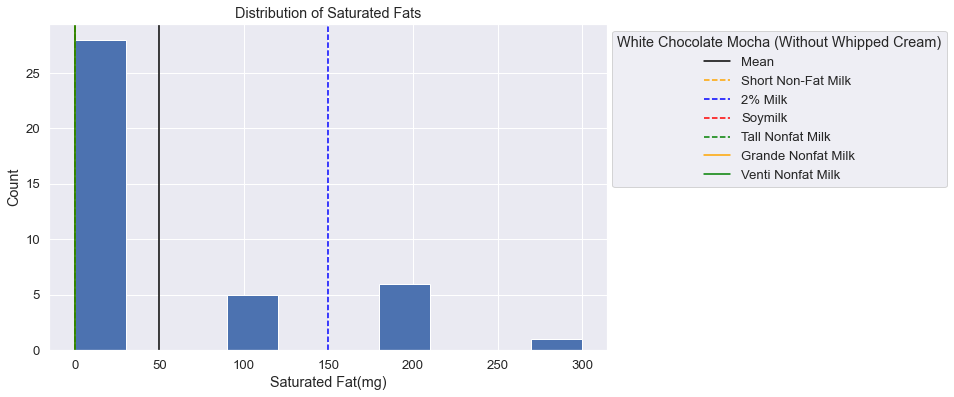 Distribution of Saturated Fats
White Chocolate Mocha (Without Whipped Cream)
Mean
Short Non-Fat Milk
2% Milk
Soymilk
Tall Nonfat Milk
Grande Nonfat Milk
Venti Nonfat Milk
Count
25
20
15
10
5
0
0 50 100 150 200 250 300
Saturated Fat(mg)